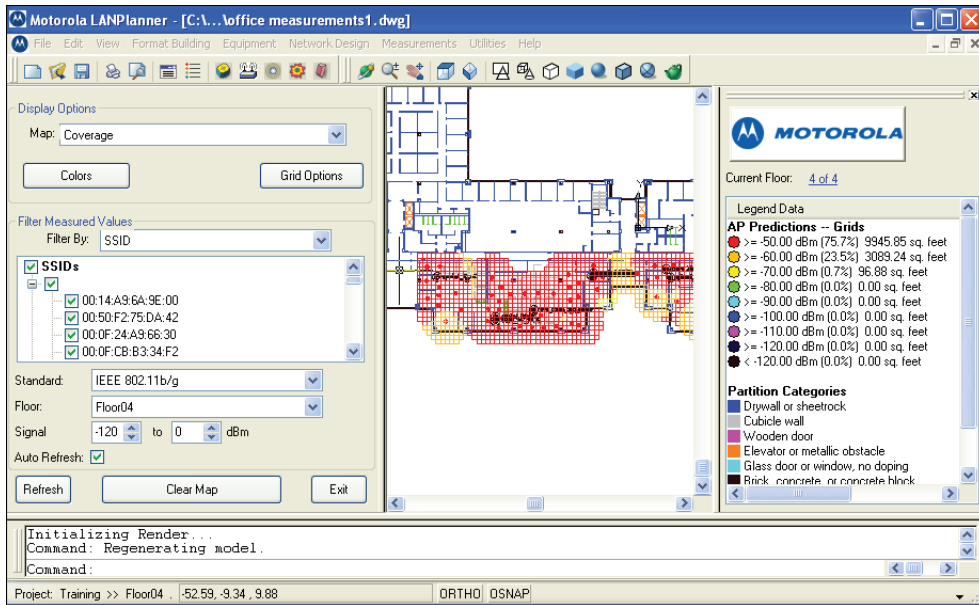 Motorola LANPlanner - [C:\...\office measurements1.dwg]
File Edit View Format Building Equipment Network Design Measurements Utilities Help
Display Options
Map: Coverage
Colors Grid Options
Filter Measured Values
Filter By: SSID
SSIDs
00:14:A9:6A:9E:00
00:50:F2:75:DA:42
00:0F:24:A9:66:30
00:0F:CB:B3:34:F2
Standard: IEEE 802.11b/g
Floor: Floor04
Signal -120 to 0 dBm
Auto Refresh:
Refresh Clear Map Exit
MOTOROLA
Current Floor: 4 of 4
Legend Data
AP Predictions -- Grids
>= -50.00 dBm (75.7%) 9945.85 sq. feet
>= -60.00 dBm (23.5%) 3089.24 sq. feet
>= -70.00 dBm (0.7%) 96.88 sq. feet
>= -80.00 dBm (0.0%) 0.00 sq. feet
>= -90.00 dBm (0.0%) 0.00 sq. feet
>= -100.00 dBm (0.0%) 0.00 sq. feet
>= -110.00 dBm (0.0%) 0.00 sq. feet
>= -120.00 dBm (0.0%) 0.00 sq. feet
< -120.00 dBm (0.0%) 0.00 sq. feet
Partition Categories
Drywall or sheetrock
Cubicle wall
Wooden door
Elevator or metallic obstacle
Glass door or window, no doping
Brick, concrete, or concrete block
Initializing Render...
Command: Regenerating model.
Command:
Project: Training >> Floor04 . -52.59, -9.34 , 9.88 ORTHO OSNAP